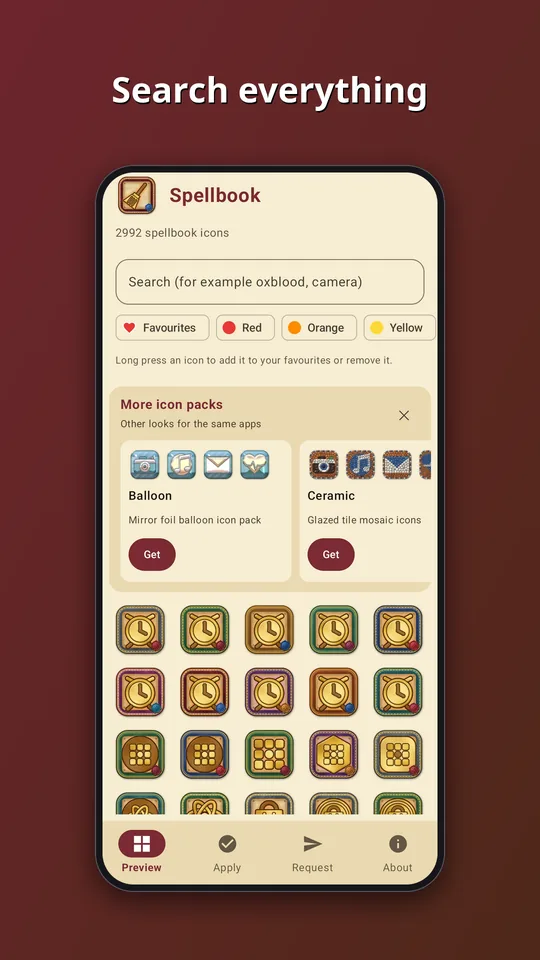 Search everything
Spellbook
2992 spellbook icons
Search (for example oxblood, camera)
Favourites
Red
Orange
Yellow
Long press an icon to add it to your favourites or remove it.
More icon packs
Other looks for the same apps
Balloon
Mirror foil balloon icon pack
Get
Ceramic
Glazed tile mosaic icons
Get
Preview
Apply
Request
About